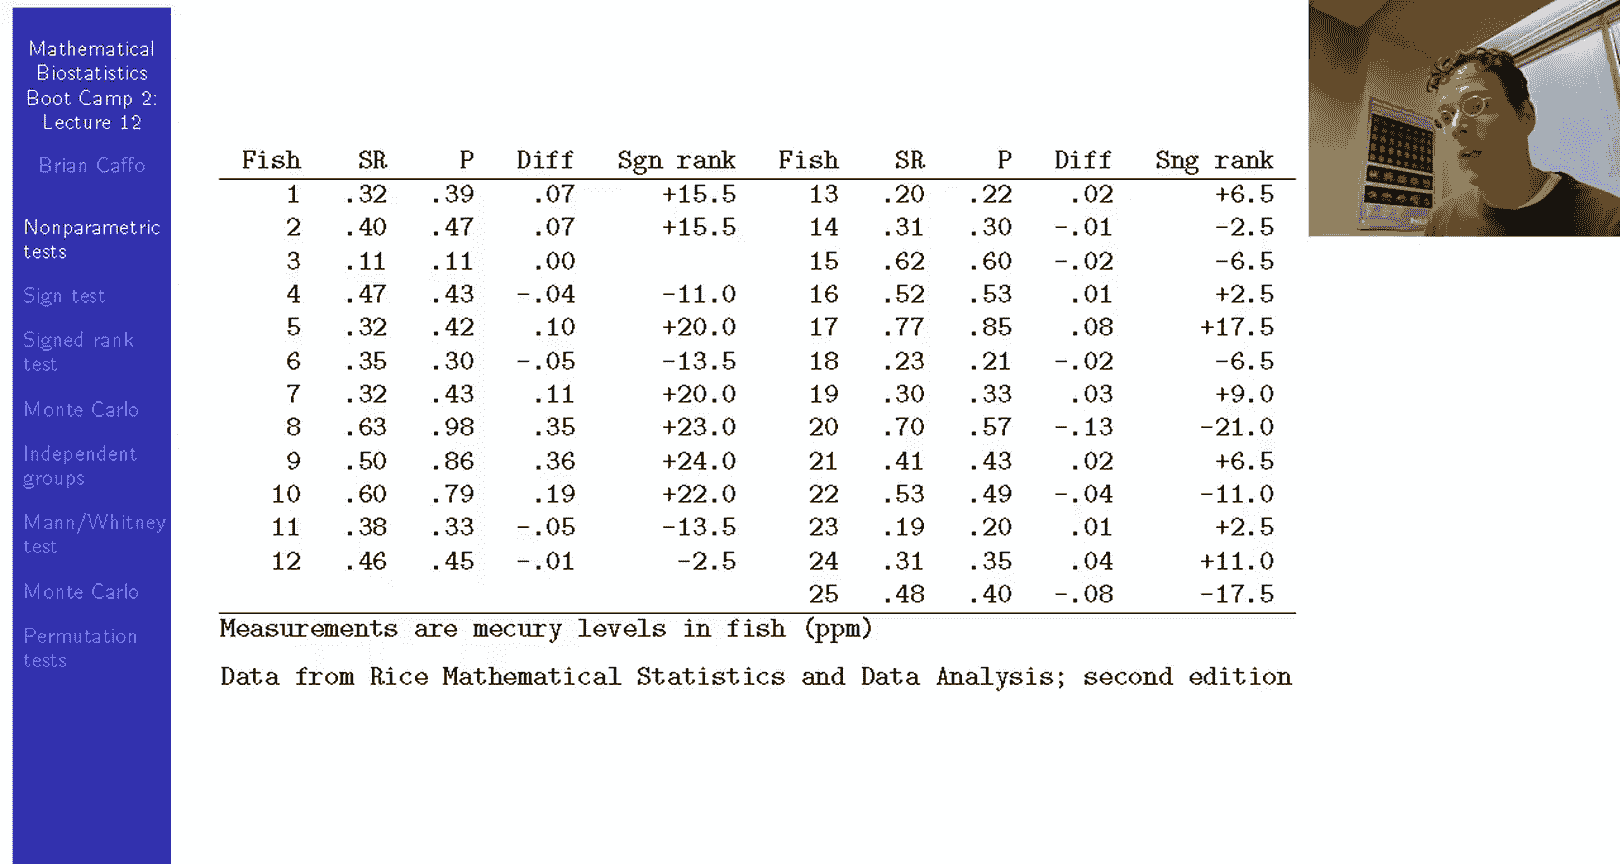 Mathematical
Biostatistics
Boot Camp 2:
Lecture 12
Brian Caffo
Nonparametric
tests
Sign test
Signed rank
test
Monte Carlo
Independent
groups
Mann/Whitney
test
Monte Carlo
Permutation
tests
Fish SR P Diff Sgn rank Fish SR P Diff Sng rank
1 .32 .39 .07 +15.5 13 .20 .22 .02 +6.5
2 .40 .47 .07 +15.5 14 .31 .30 -.01 -2.5
3 .11 .11 .00 15 .62 .60 -.02 -6.5
4 .47 .43 -.04 -11.0 16 .52 .53 .01 +2.5
5 .32 .42 .10 +20.0 17 .77 .85 .08 +17.5
6 .35 .30 -.05 -13.5 18 .23 .21 -.02 -6.5
7 .32 .43 .11 +20.0 19 .30 .33 .03 +9.0
8 .63 .98 .35 +23.0 20 .70 .57 -.13 -21.0
9 .50 .86 .36 +24.0 21 .41 .43 .02 +6.5
10 .60 .79 .19 +22.0 22 .53 .49 -.04 -11.0
11 .38 .33 -.05 -13.5 23 .19 .20 .01 +2.5
12 .46 .45 -.01 -2.5 24 .31 .35 .04 +11.0
25 .48 .40 -.08 -17.5
Measurements are mecury levels in fish (ppm)
Data from Rice Mathematical Statistics and Data Analysis; second edition